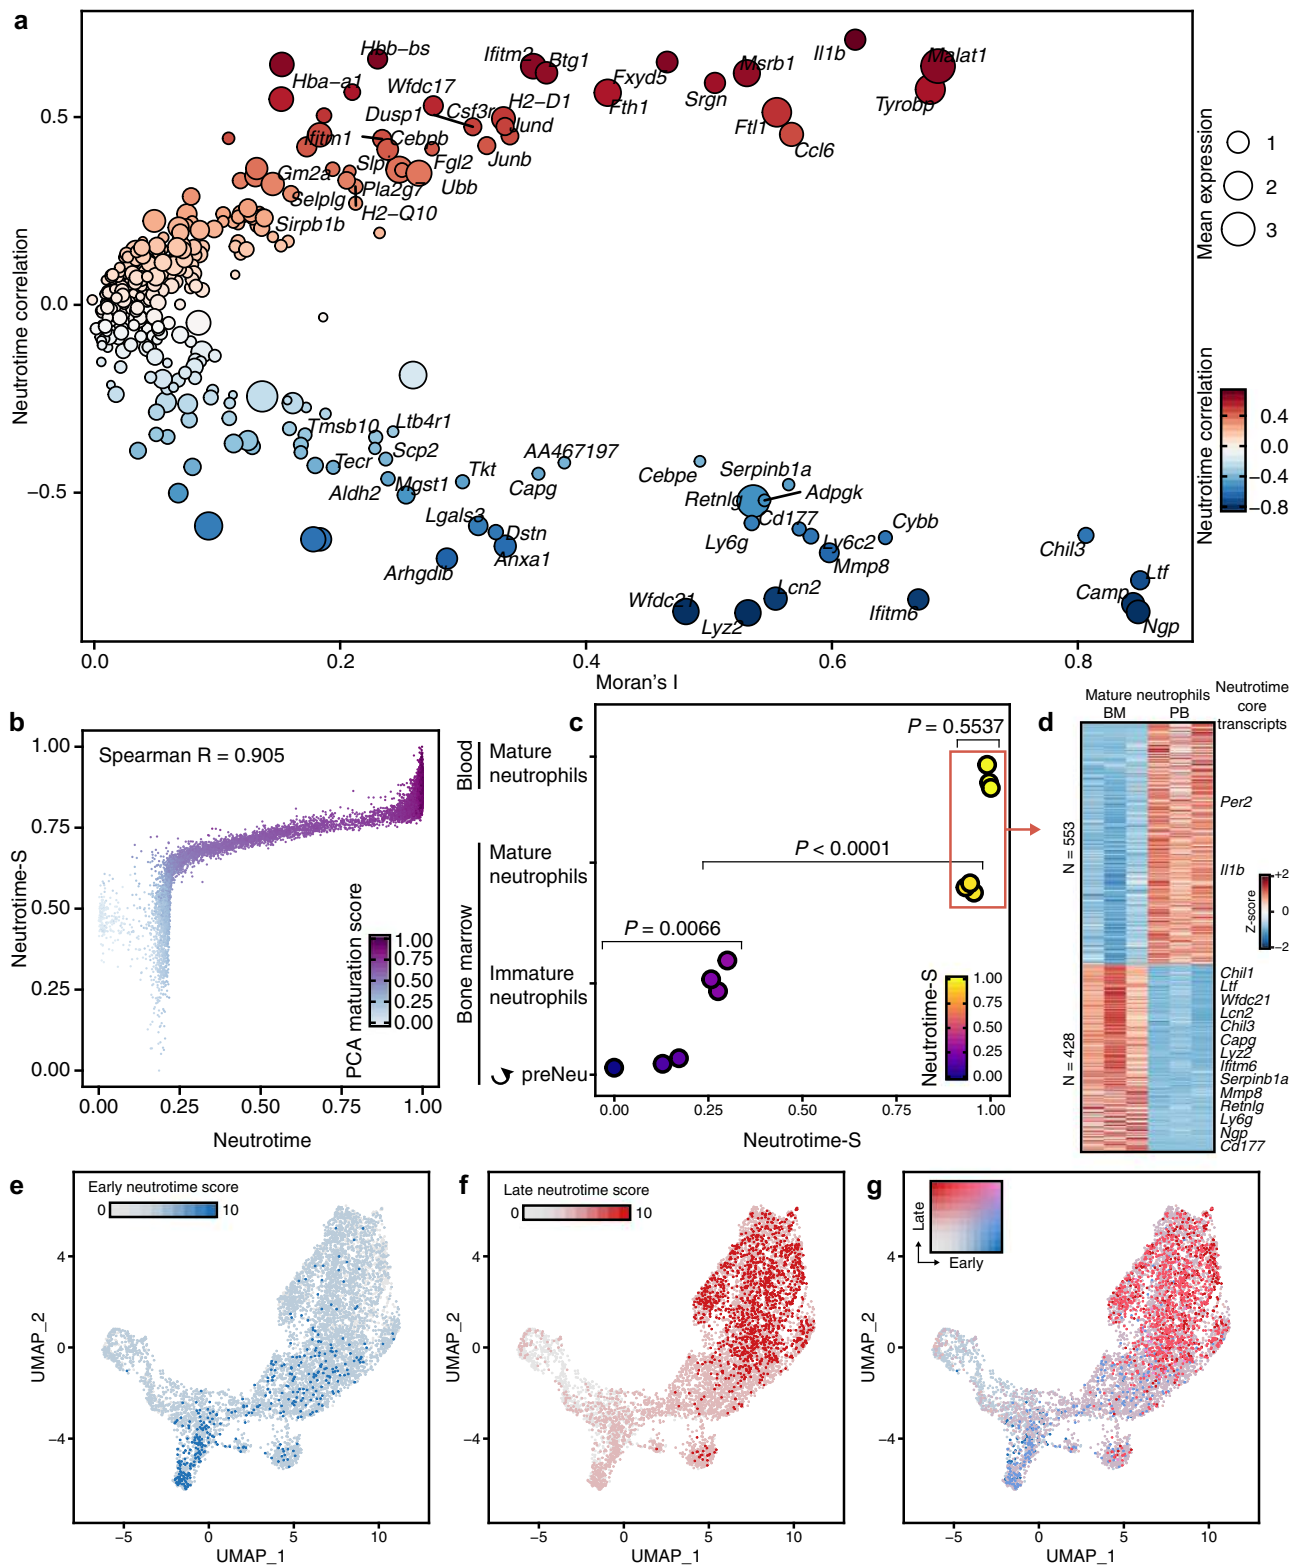 a
Hbb−bs
Ifitm2
Btg1
Il1b
Malat1
Hba−a1
Wfdc17
Fxyd5
Msrb1
Dusp1
Csf3r
H2−D1
Fth1
Srgn
Tyrobp
Ifitm1
Cebpb
Jund
Ftl1
Slpi
Fgl2
Junb
Ccl6
Gm2a
Pla2g7
Ubb
Selplg
H2−Q10
Sirpb1b
Tmsb10
Ltb4r1
Tecr
Scp2
AA467197
Aldh2
Mgst1
Tkt
Capg
Cebpe
Serpinb1a
Lgals3
Retnlg
Adpgk
Dstn
Cd177
Cybb
Anxa1
Ly6g
Ly6c2
Chil3
Arhgdib
Mmp8
Ltf
Wfdc21
Lcn2
Camp
Lyz2
Ifitm6
Ngp
0.5
0.0
−0.5
Neutrotime correlation
0.0
0.2
0.4
0.6
0.8
Moran's I
Mean expression
1
2
3
Neutrotime correlation
0.4
0.0
−0.4
−0.8
b
Spearman R = 0.905
1.00
0.75
0.50
0.25
0.00
Neutrotime-S
PCA maturation score
1.00
0.75
0.50
0.25
0.00
0.00
0.25
0.50
0.75
1.00
Neutrotime
c
Blood
Mature
neutrophils
Bone marrow
Mature
neutrophils
Immature
neutrophils
preNeu
P = 0.5537
P < 0.0001
P = 0.0066
Neutrotime-S
1.00
0.75
0.50
0.25
0.00
0.00
0.25
0.50
0.75
1.00
Neutrotime-S
d
Mature neutrophils
BM
PB
Neutrotime
core
transcripts
N = 553
N = 428
Per2
Il1b
Z-score
+2
0
−2
Chil1
Ltf
Wfdc21
Lcn2
Chil3
Capg
Lyz2
Ifitm6
Serpinb1a
Mmp8
Retnlg
Ly6g
Ngp
Cd177
e
Early neutrotime score
0
10
4
0
−4
UMAP_2
−5
0
5
10
UMAP_1
f
Late neutrotime score
0
10
4
0
−4
UMAP_2
−5
0
5
10
UMAP_1
g
Late
Early
4
0
−4
UMAP_2
−5
0
5
10
UMAP_1